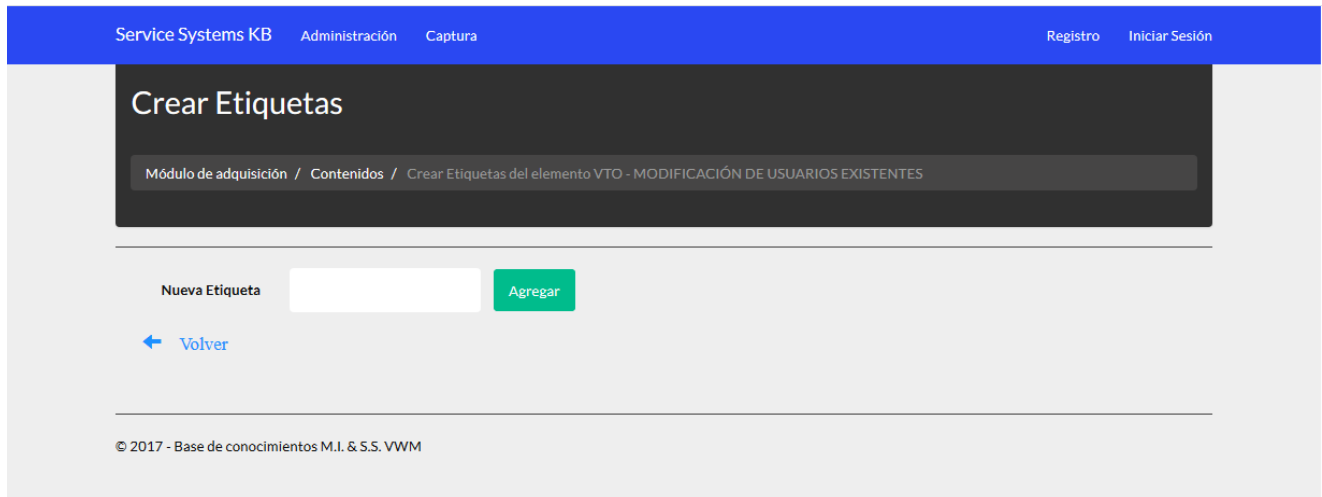 Service Systems KB Administración Captura Registro Iniciar Sesión
Crear Etiquetas
Módulo de adquisición / Contenidos / Crear Etiquetas del elemento VTO - MODIFICACIÓN DE USUARIOS EXISTENTES
Nueva Etiqueta Agregar
Volver
© 2017 - Base de conocimientos M.I. & S.S. VWM